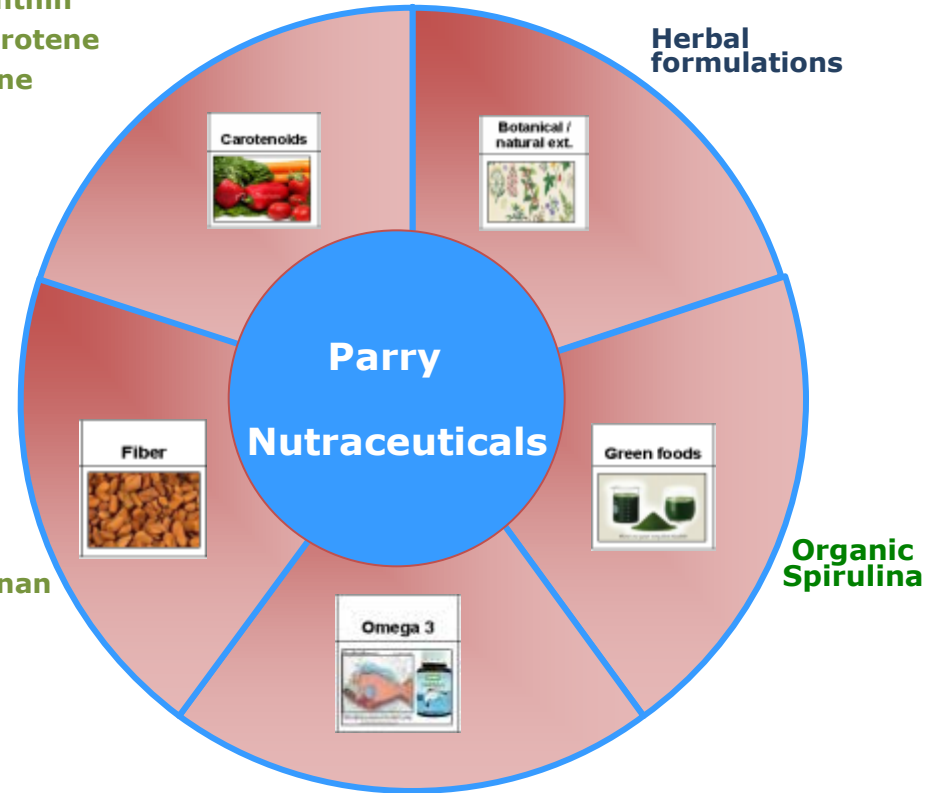 rotene
ne
Herbal
formulations
Carotenoids
Botanical /
natural ext.
Parry
Nutraceuticals
Fiber
Green foods
Organic
Spirulina
nan
Omega 3